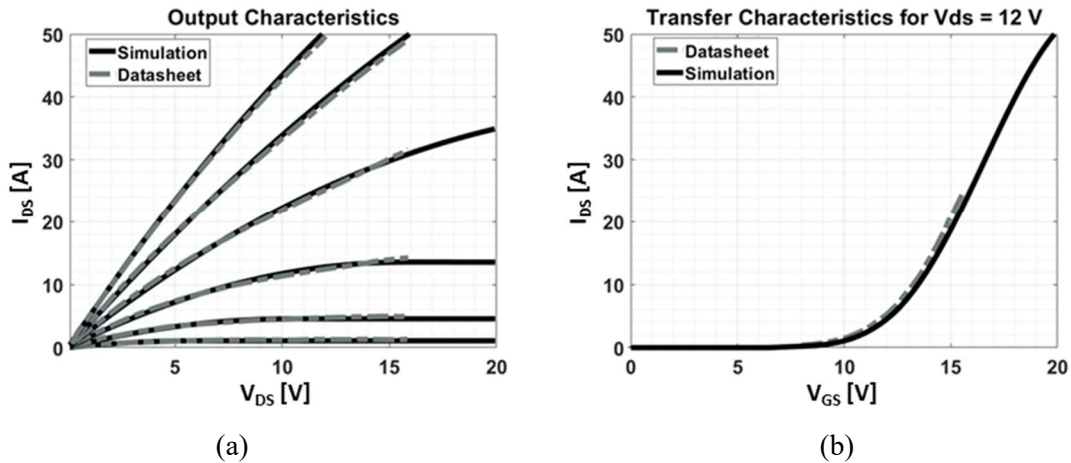 Output Characteristics
50
40
30
20
10
0
I_DS [A]
Simulation
Datasheet
5
10
15
20
V_DS [V]
(a)
Transfer Characteristics for Vds = 12 V
50
40
30
20
10
0
I_DS [A]
Datasheet
Simulation
0
5
10
15
20
V_GS [V]
(b)